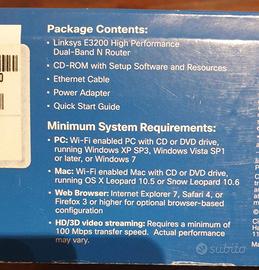 Package Contents:
• Linksys E3200 High Performance
Dual-Band N Router
• CD-ROM with Setup Software and Resources
• Ethernet Cable
• Power Adapter
• Quick Start Guide
Minimum System Requirements:
• PC: Wi-Fi enabled PC with CD or DVD drive,
running Windows XP SP3, Windows Vista SP1
or later, or Windows 7
• Mac: Wi-Fi enabled Mac with CD or DVD drive,
running OS X Leopard 10.5 or Snow Leopard 10.6
• Web Browser: Internet Explorer 7, Safari 4, or
Firefox 3 or higher for optional browser-based
configuration
• HD/3D video streaming: Requires a minimum of
100 Mbps transfer speed. Actual performance
may vary.
subito